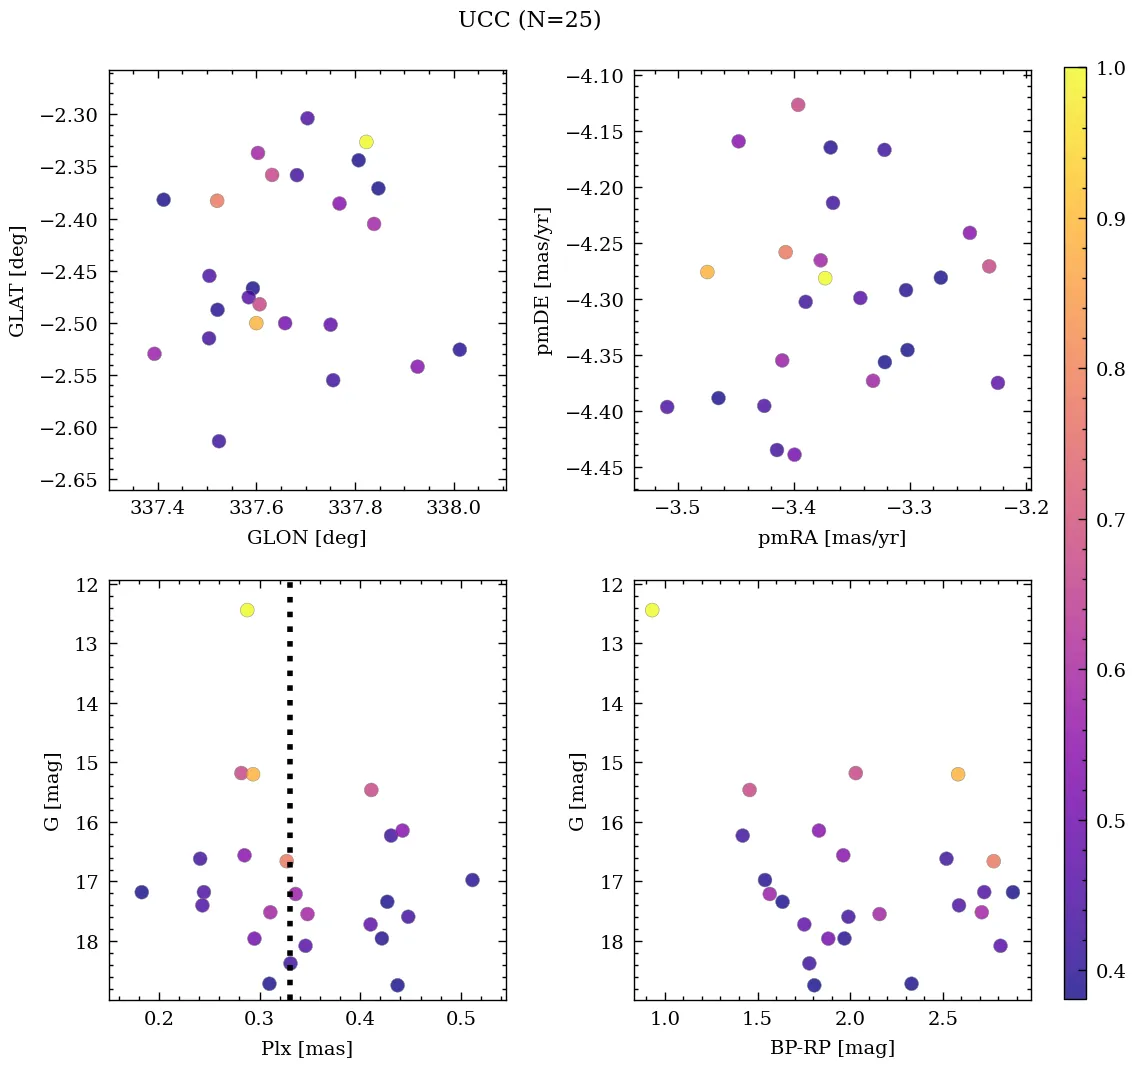 UCC (N=25)
−2.30
−2.35
−2.40
−2.45
−2.50
−2.55
−2.60
−2.65
GLAT [deg]
337.4 337.6 337.8 338.0
GLON [deg]
−4.10
−4.15
−4.20
−4.25
−4.30
−4.35
−4.40
−4.45
pmDE [mas/yr]
−3.5 −3.4 −3.3 −3.2
pmRA [mas/yr]
12
13
14
15
16
17
18
G [mag]
0.2 0.3 0.4 0.5
Plx [mas]
12
13
14
15
16
17
18
G [mag]
1.0 1.5 2.0 2.5
BP-RP [mag]
1.0
0.9
0.8
0.7
0.6
0.5
0.4